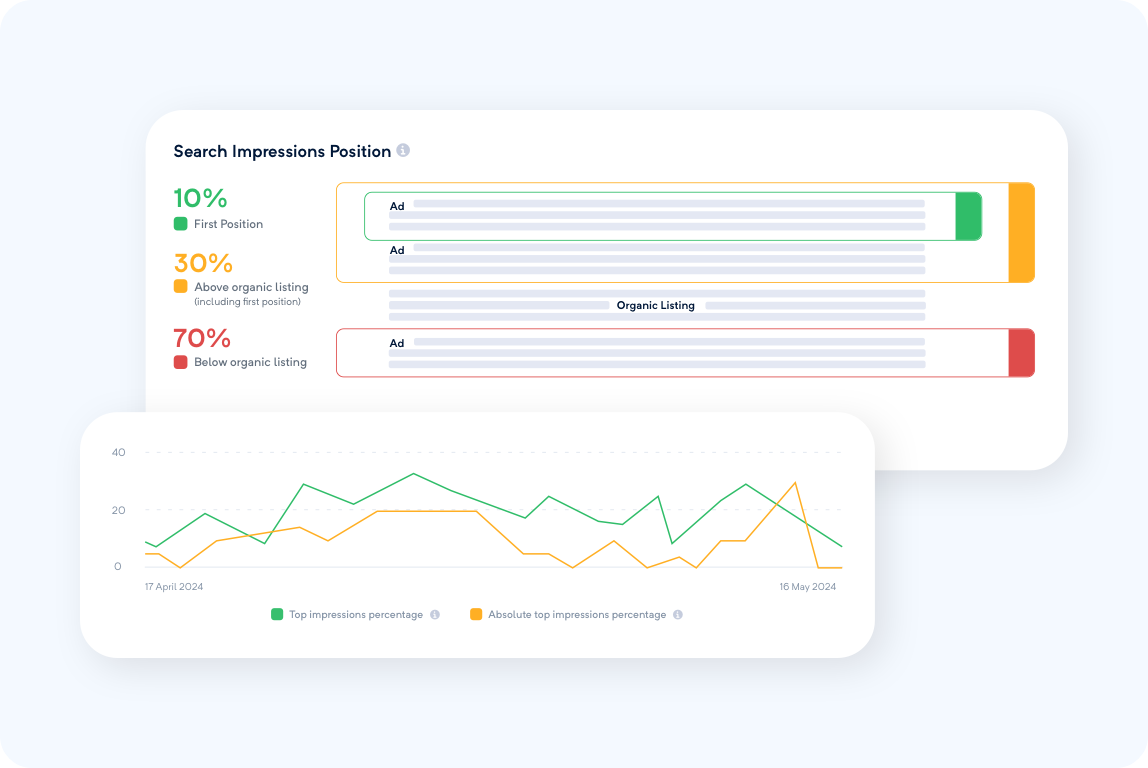 Search Impressions Position
10%
First Position
30%
Above organic listing
(including first position)
70%
Below organic listing
Ad
Ad
Organic Listing
Ad
40
20
0
17 April 2024
16 May 2024
Top impressions percentage
Absolute top impressions percentage